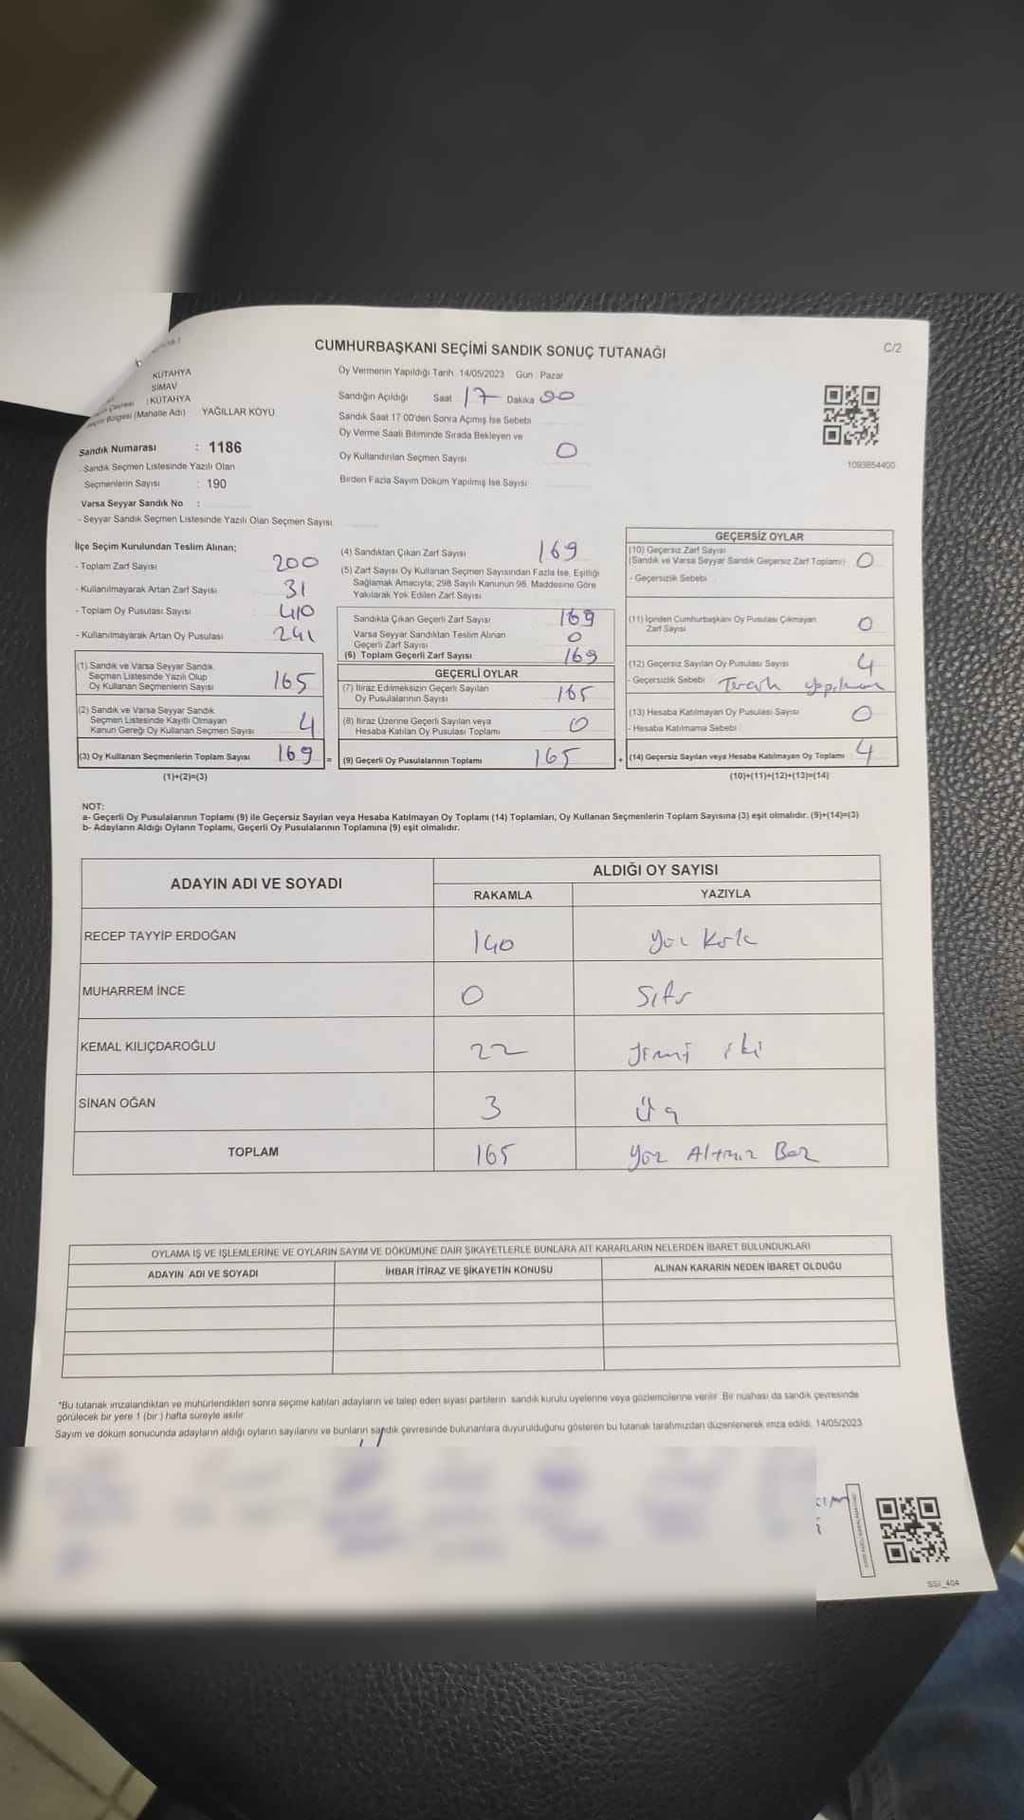 CUMHURBAŞKANI SEÇİMİ SANDIK SONUÇ TUTANAĞI
C/2
KÜTAHYA
SİMAV
: KÜTAHYA
(Mahalle Adı) YAĞILLAR KÖYÜ
Sandık Numarası : 1186
Sandık Seçmen Listesinde Yazılı Olan
Seçmenlerin Sayısı : 190
Varsa Seyyar Sandık No :
- Seyyar Sandık Seçmen Listesinde Yazılı Olan Seçmen Sayısı
Oy Vermenin Yapıldığı Tarih 14/05/2023 Gün Pazar
Sandığın Açıldığı Saat 17 Dakika 00
Sandık Saat 17 00'den Sonra Açımış İse Sebebi
Oy Verme Saati Bitiminde Sırada Bekleyen ve
Oy Kullandırılan Seçmen Sayısı 0
Birden Fazla Sayım Döküm Yapılmış İse Sayısı
1093854400
İlçe Seçim Kurulundan Teslim Alınan;
- Toplam Zarf Sayısı 200
- Kullanılmayarak Artan Zarf Sayısı 31
- Toplam Oy Pusulası Sayısı 410
- Kullanılmayarak Artan Oy Pusulası 241
(1) Sandık ve Varsa Seyyar Sandık
Seçmen Listesinde Yazılı Olup
Oy Kullanan Seçmenlerin Sayısı 165
(2) Sandık ve Varsa Seyyar Sandık
Seçmen Listesinde Kayıtlı Olmayan
Kanun Gereği Oy Kullanan Seçmen Sayısı 4
(3) Oy Kullanan Seçmenlerin Toplam Sayısı 169 =
(1)+(2)=(3)
(4) Sandıktan Çıkan Zarf Sayısı 169
(5) Zarf Sayısı Oy Kullanan Seçmen Sayısından Fazla İse, Eşitliği
Sağlamak Amacıyla; 298 Sayılı Kanunun 98. Maddesine Göre
Yakılarak Yok Edilen Zarf Sayısı
Sandıkta Çıkan Geçerli Zarf Sayısı 169
Varsa Seyyar Sandıktan Teslim Alınan
Geçerli Zarf Sayısı 0
(6) Toplam Geçerli Zarf Sayısı 169
GEÇERLİ OYLAR
(7) İtiraz Edilmeksizin Geçerli Sayılan
Oy Pusulalarının Sayısı 165
(8) İtiraz Üzerine Geçerli Sayılan veya
Hesaba Katılan Oy Pusulası Toplamı 0
(9) Geçerli Oy Pusulalarının Toplamı 165 +
GEÇERSİZ OYLAR
(10) Geçersiz Zarf Sayısı
(Sandık ve Varsa Seyyar Sandık Geçersiz Zarf Toplamı) 0
- Geçersizlik Sebebi
(11) İçinden Cumhurbaşkanı Oy Pusulası Çıkmayan
Zarf Sayısı 0
(12) Geçersiz Sayılan Oy Pusulası Sayısı 4
- Geçersizlik Sebebi
(13) Hesaba Katılmayan Oy Pusulası Sayısı 0
- Hesaba Katılmama Sebebi
(14) Geçersiz Sayılan veya Hesaba Katılmayan Oy Toplamı 4
(10)+(11)+(12)+(13)=(14)
NOT:
a- Geçerli Oy Pusulalarının Toplamı (9) ile Geçersiz Sayılan veya Hesaba Katılmayan Oy Toplamı (14) Toplamları, Oy Kullanan Seçmenlerin Toplam Sayısına (3) eşit olmalıdır. (9)+(14)=(3)
b- Adayların Aldığı Oyların Toplamı, Geçerli Oy Pusulalarının Toplamına (9) eşit olmalıdır.
ADAYIN ADI VE SOYADI ALDIĞI OY SAYISI
RAKAMLA YAZIYLA
RECEP TAYYİP ERDOĞAN 140 yüz Kırk
MUHARREM İNCE 0 Sıfır
KEMAL KILIÇDAROĞLU 22 yirmi iki
SİNAN OĞAN 3 Üç
TOPLAM 165 yüz Altmış Beş
OYLAMA İŞ VE İŞLEMLERİNE VE OYLARIN SAYIM VE DÖKÜMÜNE DAİR ŞİKAYETLERLE BUNLARA AİT KARARLARIN NELERDEN İBARET BULUNDUKLARI
ADAYIN ADI VE SOYADI İHBAR İTİRAZ VE ŞİKAYETİN KONUSU ALINAN KARARIN NEDEN İBARET OLDUĞU
*Bu tutanak imzalandıktan ve mühürlendikten sonra seçime katılan adayların ve talep eden siyasi partilerin sandık kurulu üyelerine veya gözlemcilerine verilir. Bir nüshası da sandık çevresinde
görülecek bir yere 1 (bir ) hafta süreyle asılır
Sayım ve döküm sonucunda adayların aldığı oyların sayılarını ve bunların sandık çevresinde bulunanlara duyurulduğunu gösteren bu tutanak tarafımızdan düzenlenerek imza edildi. 14/05/2023
SSI_404